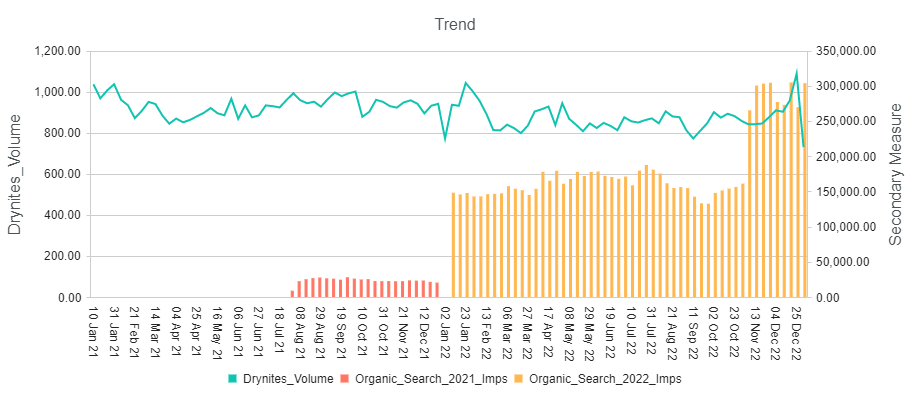 Trend
1,200.00
1,000.00
800.00
600.00
400.00
200.00
0.00
Drynites_Volume
350,000.00
300,000.00
250,000.00
200,000.00
150,000.00
100,000.00
50,000.00
0.00
Secondary Measure
10 Jan 21
31 Jan 21
21 Feb 21
14 Mar 21
04 Apr 21
25 Apr 21
16 May 21
06 Jun 21
27 Jun 21
18 Jul 21
08 Aug 21
29 Aug 21
19 Sep 21
10 Oct 21
31 Oct 21
21 Nov 21
12 Dec 21
02 Jan 22
23 Jan 22
13 Feb 22
06 Mar 22
27 Mar 22
17 Apr 22
08 May 22
29 May 22
19 Jun 22
10 Jul 22
31 Jul 22
21 Aug 22
11 Sep 22
02 Oct 22
23 Oct 22
13 Nov 22
04 Dec 22
25 Dec 22
Drynites_Volume Organic_Search_2021_Imps Organic_Search_2022_Imps